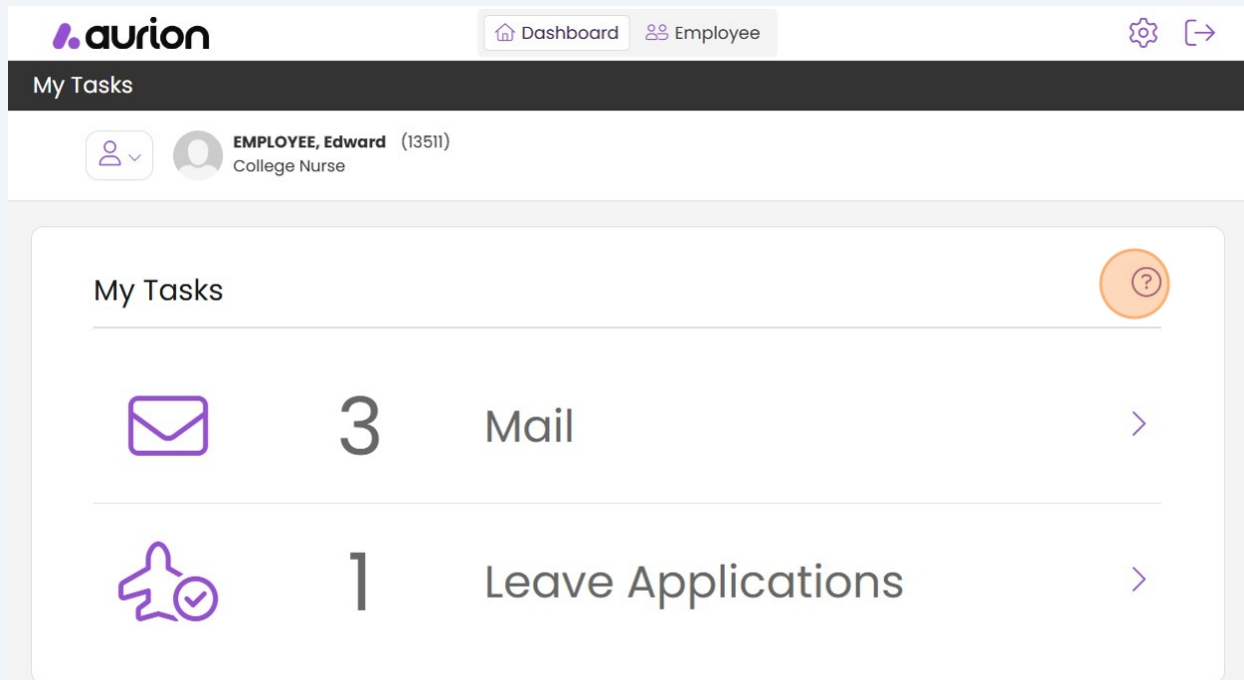 aurion
Dashboard Employee
My Tasks
EMPLOYEE, Edward (13511)
College Nurse
My Tasks
?
3 Mail
1 Leave Applications